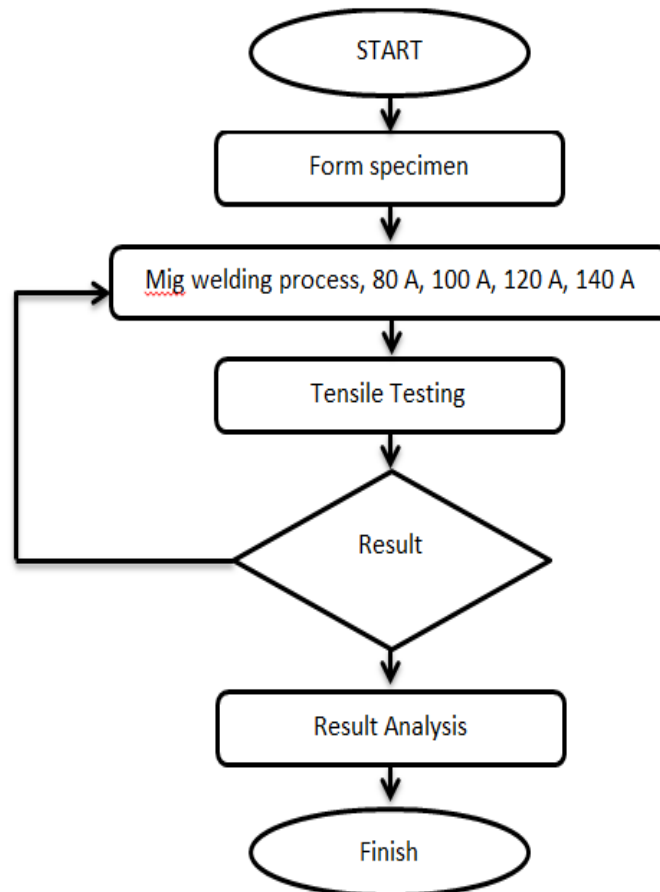 START
Form specimen
Mig welding process, 80 A, 100 A, 120 A, 140 A
Tensile Testing
Result
Result Analysis
Finish